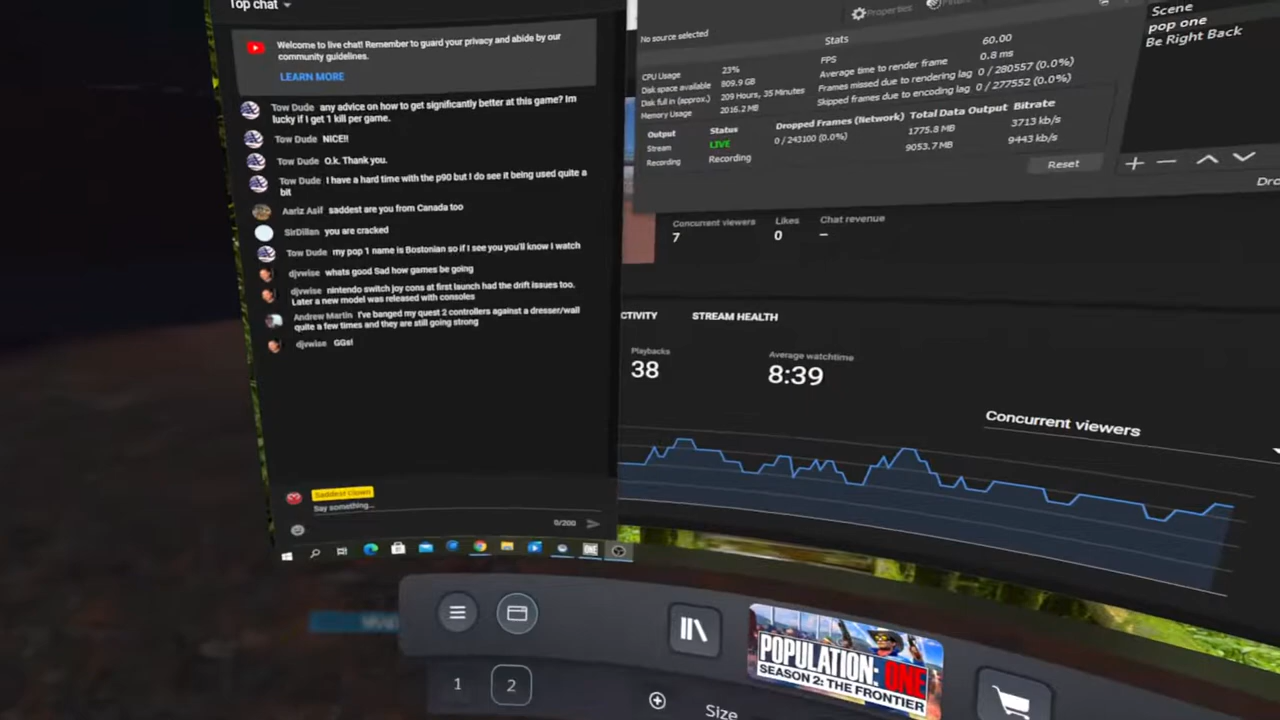 Top chat
Welcome to live chat! Remember to guard your privacy and abide by our
community guidelines.
LEARN MORE
Tow Dude any advice on how to get significantly better at this game? Im
lucky if I get 1 kill per game.
Tow Dude NICE!!
Tow Dude O.k. Thank you.
Tow Dude I have a hard time with the p90 but I do see it being used quite a
bit
Aariz Asif saddest are you from Canada too
SirDillan you are cracked
Tow Dude my pop 1 name is Bostonian so if I see you you'll know I watch
djvwise whats good Sad how games be going
djvwise nintendo switch joy cons at first launch had the drift issues too.
Later a new model was released with consoles
Andrew Martin I've banged my quest 2 controllers against a dresser/wall
quite a few times and they are still going strong
djvwise GGs!
Saddest Clown
Say something...
0/200
No source selected
Properties
Scene
pop one
Be Right Back
Stats
CPU Usage 23%
Disk space available 809.9 GB
Disk full in (approx.) 209 Hours, 35 Minutes
Memory Usage 2016.2 MB
FPS 60.00
Average time to render frame 0.8 ms
Frames missed due to rendering lag 0 / 280557 (0.0%)
Skipped frames due to encoding lag 0 / 277552 (0.0%)
Output Status Dropped Frames (Network) Total Data Output Bitrate
Stream LIVE 0 / 243100 (0.0%) 1775.8 MB 3713 kb/s
Recording Recording 9053.7 MB 9443 kb/s
Reset
Concurrent viewers Likes Chat revenue
7 0 –
STREAM HEALTH
Playbacks
38
Average watchtime
8:39
Concurrent viewers
ONE
POPULATION: ONE
SEASON 2: THE FRONTIER
1 2
Size